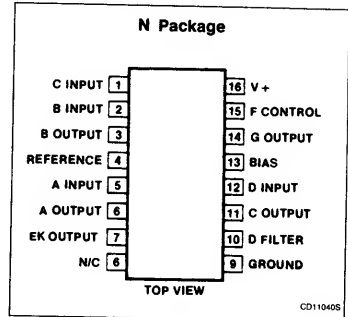 N Package
C INPUT 1
B INPUT 2
B OUTPUT 3
REFERENCE 4
A INPUT 5
A OUTPUT 6
EK OUTPUT 7
N/C 6
16 V +
15 F CONTROL
14 G OUTPUT
13 BIAS
12 D INPUT
11 C OUTPUT
10 D FILTER
9 GROUND
TOP VIEW
CD11040S